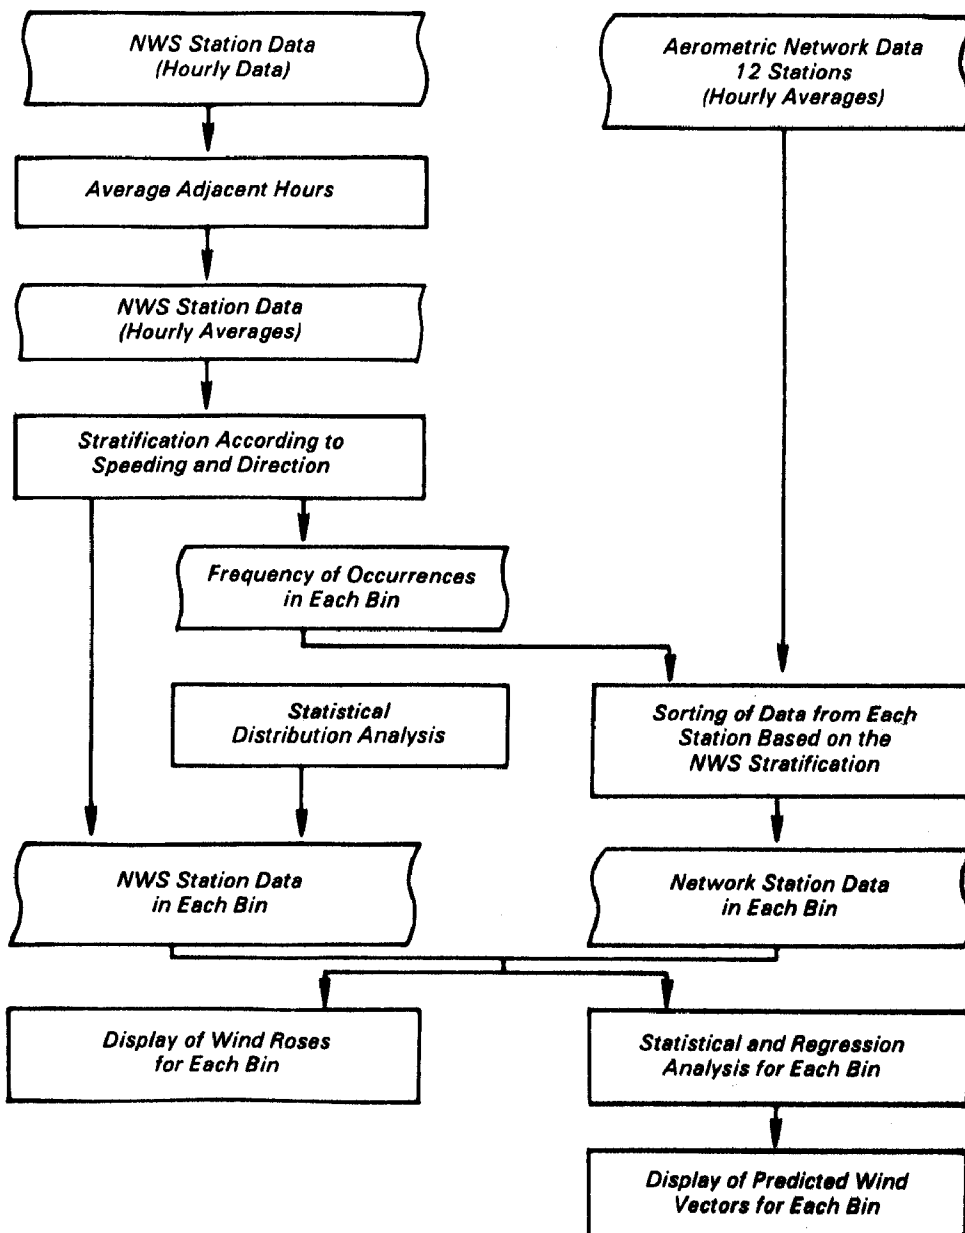 NWS Station Data
(Hourly Data)
Aerometric Network Data
12 Stations
(Hourly Averages)
Average Adjacent Hours
NWS Station Data
(Hourly Averages)
Stratification According to
Speeding and Direction
Frequency of Occurrences
in Each Bin
Statistical
Distribution Analysis
Sorting of Data from Each
Station Based on the
NWS Stratification
NWS Station Data
in Each Bin
Network Station Data
in Each Bin
Display of Wind Roses
for Each Bin
Statistical and Regression
Analysis for Each Bin
Display of Predicted Wind
Vectors for Each Bin